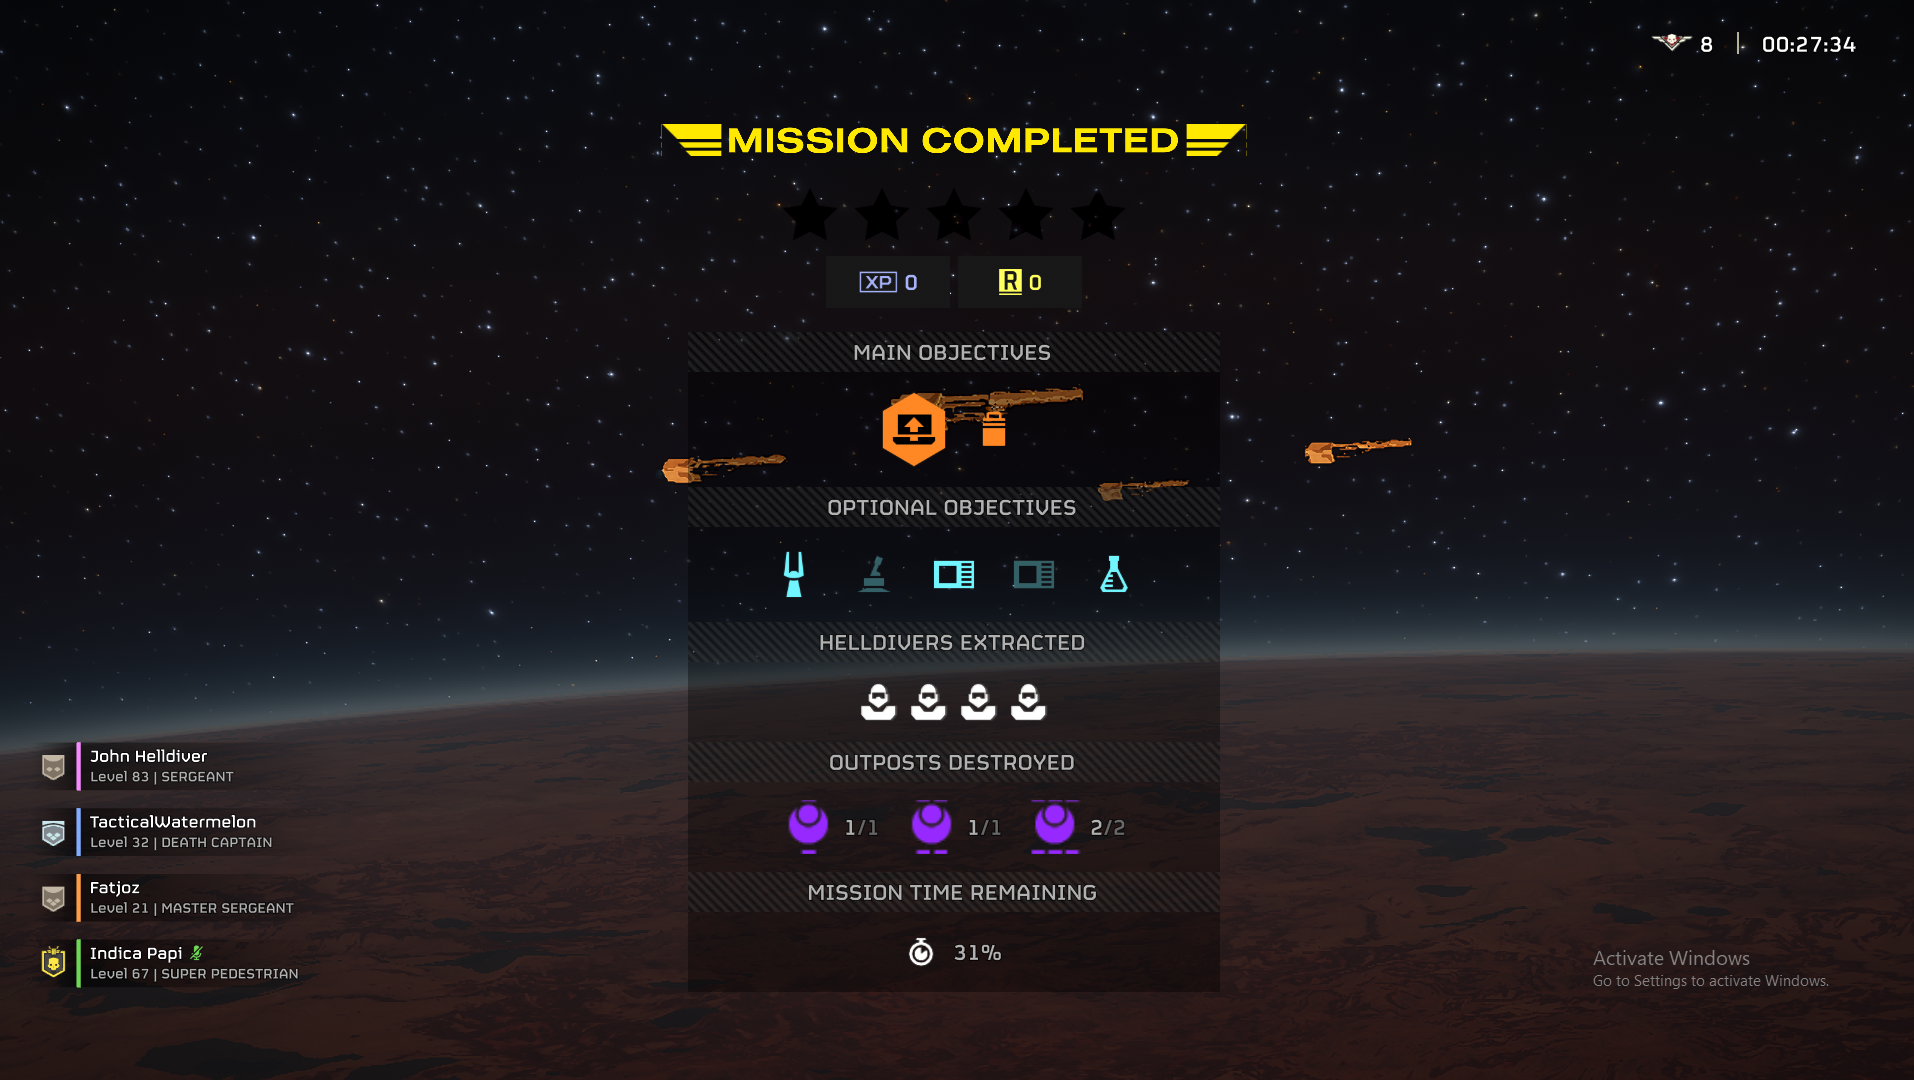 8 | 00:27:34
MISSION COMPLETED
XP 0
R 0
MAIN OBJECTIVES
OPTIONAL OBJECTIVES
HELLDIVERS EXTRACTED
OUTPOSTS DESTROYED
1/1 1/1 2/2
MISSION TIME REMAINING
31%
John Helldiver
Level 83 | SERGEANT
TacticalWatermelon
Level 32 | DEATH CAPTAIN
Fatjoz
Level 21 | MASTER SERGEANT
Indica Papi
Level 67 | SUPER PEDESTRIAN
Activate Windows
Go to Settings to activate Windows.